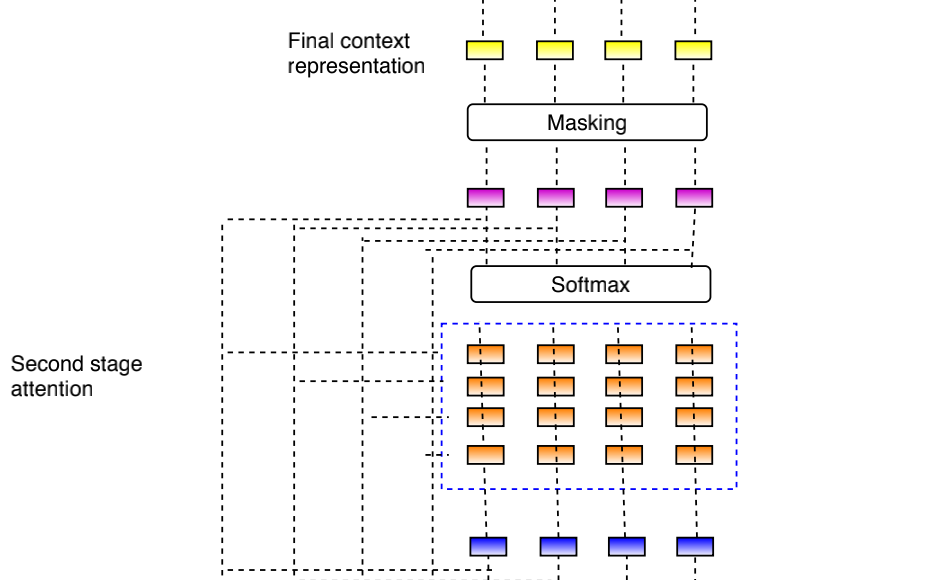 Final context
representation
Masking
Softmax
Second stage
attention